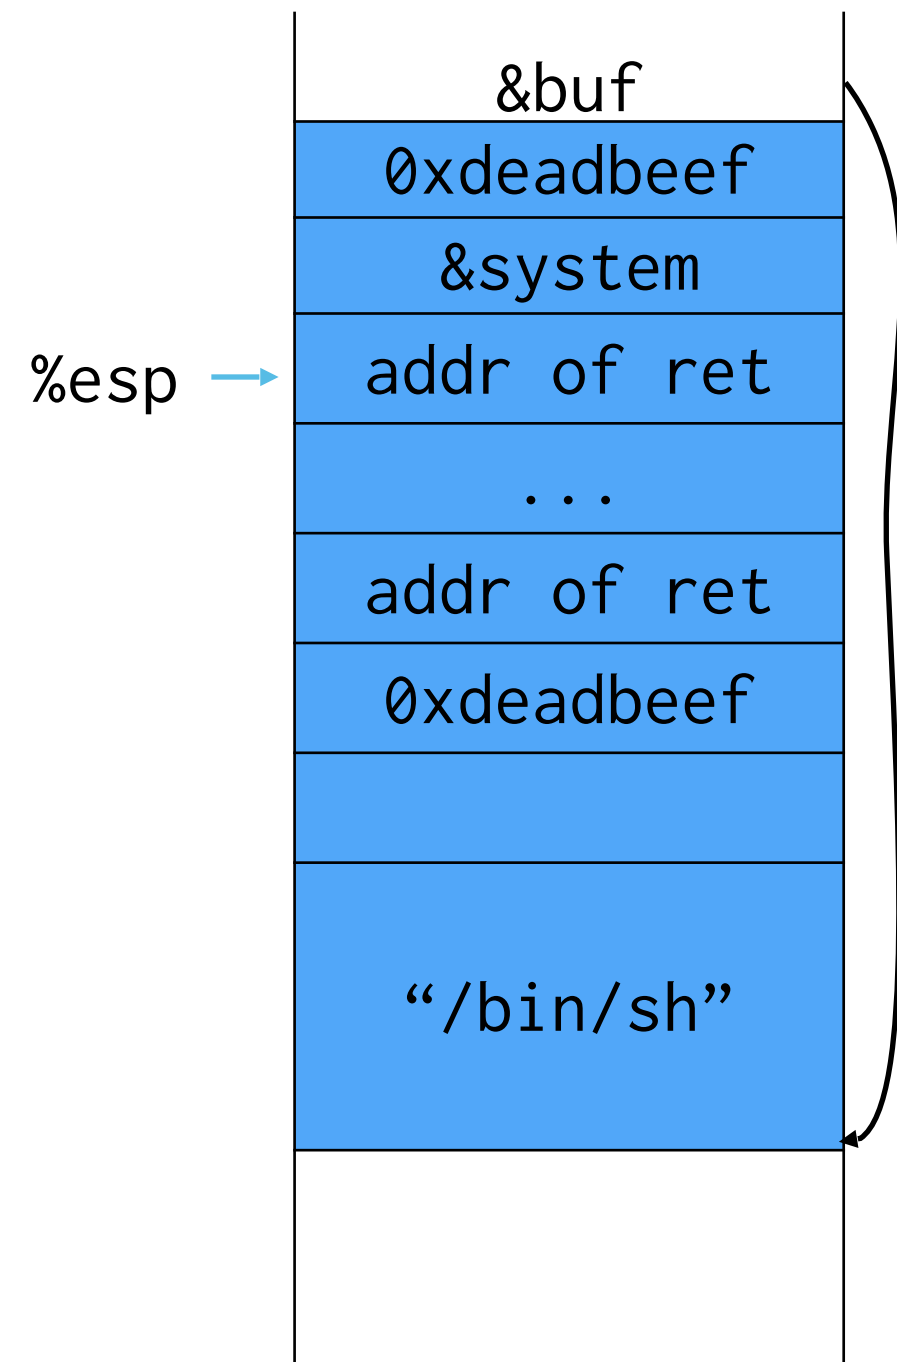 &buf
0xdeadbeef
&system
%esp
addr of ret
...
addr of ret
0xdeadbeef
“/bin/sh”